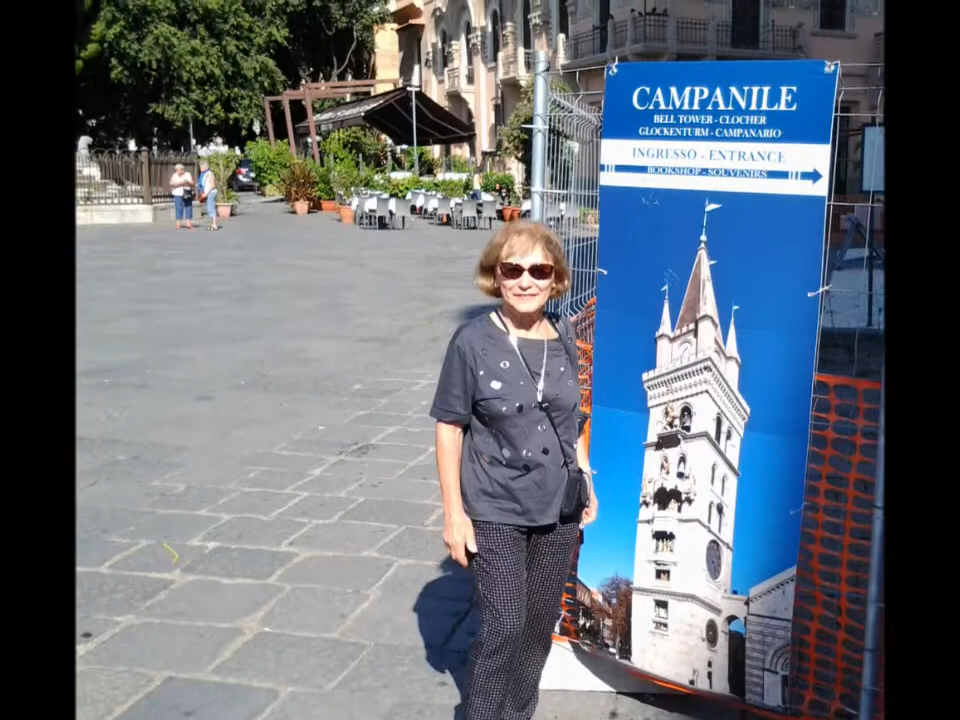 CAMPANILE
BELL TOWER - CLOCHER
GLOCKENTURM - CAMPANARIO
INGRESSO - ENTRANCE
BOOKSHOP - SOUVENIRS